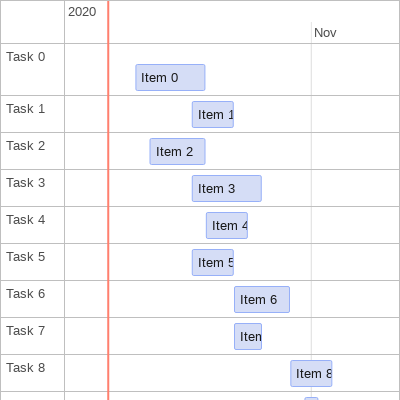 2020
Nov
Task 0
Item 0
Task 1
Item 1
Task 2
Item 2
Task 3
Item 3
Task 4
Item 4
Task 5
Item 5
Task 6
Item 6
Task 7
Item
Task 8
Item 8